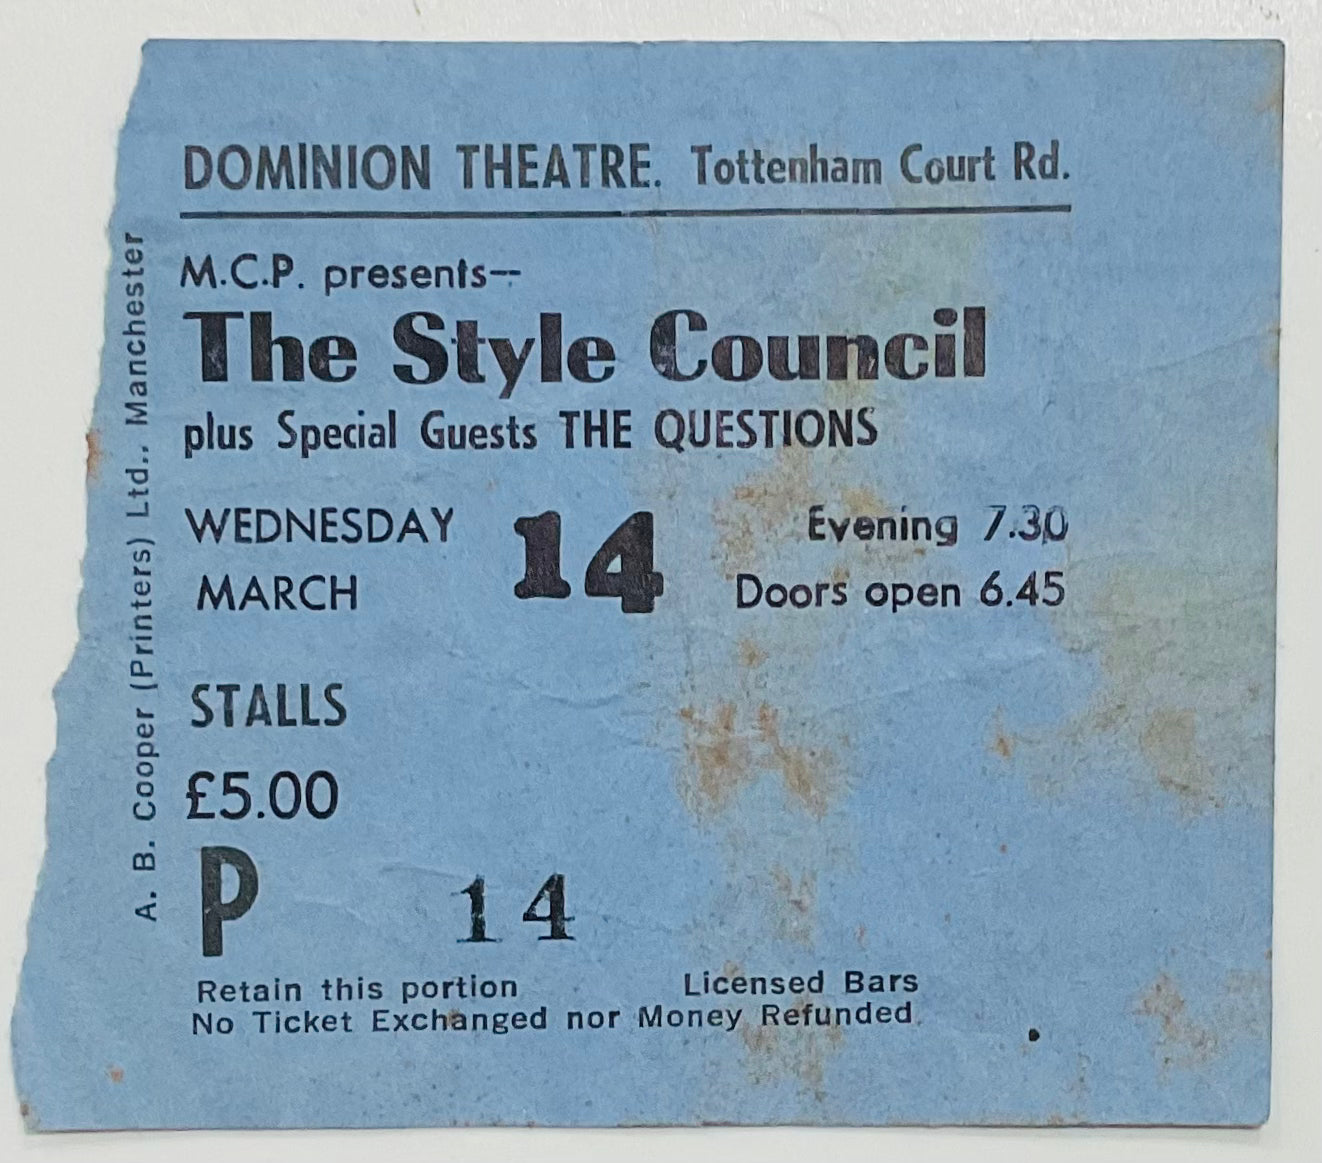 DOMINION THEATRE. Tottenham Court Rd.
M.C.P. presents--
The Style Council
plus Special Guests THE QUESTIONS
WEDNESDAY MARCH 14
Evening 7.30
Doors open 6.45
STALLS
£5.00
P 14
Retain this portion Licensed Bars
No Ticket Exchanged nor Money Refunded.
A. B. Cooper (Printers) Ltd., Manchester